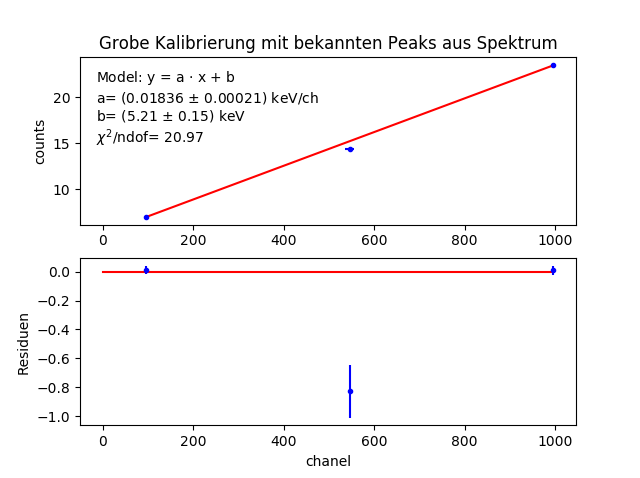 Grobe Kalibrierung mit bekannten Peaks aus Spektrum
Model: y = a · x + b
a= (0.01836 ± 0.00021) keV/ch
b= (5.21 ± 0.15) keV
χ²/ndof= 20.97
counts
20
15
10
0 200 400 600 800 1000
Residuen
0.0
−0.2
−0.4
−0.6
−0.8
−1.0
0 200 400 600 800 1000
chanel